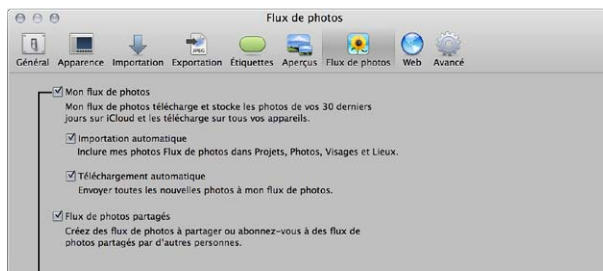 Flux de photos
Général Apparence Importation Exportation Étiquettes Aperçus Flux de photos Web Avancé
Mon flux de photos
Mon flux de photos télécharge et stocke les photos de vos 30 derniers
jours sur iCloud et les télécharge sur tous vos appareils.
Importation automatique
Inclure mes photos Flux de photos dans Projets, Photos, Visages et Lieux.
Téléchargement automatique
Envoyer toutes les nouvelles photos à mon flux de photos.
Flux de photos partagés
Créez des flux de photos à partager ou abonnez-vous à des flux de
photos partagés par d'autres personnes.